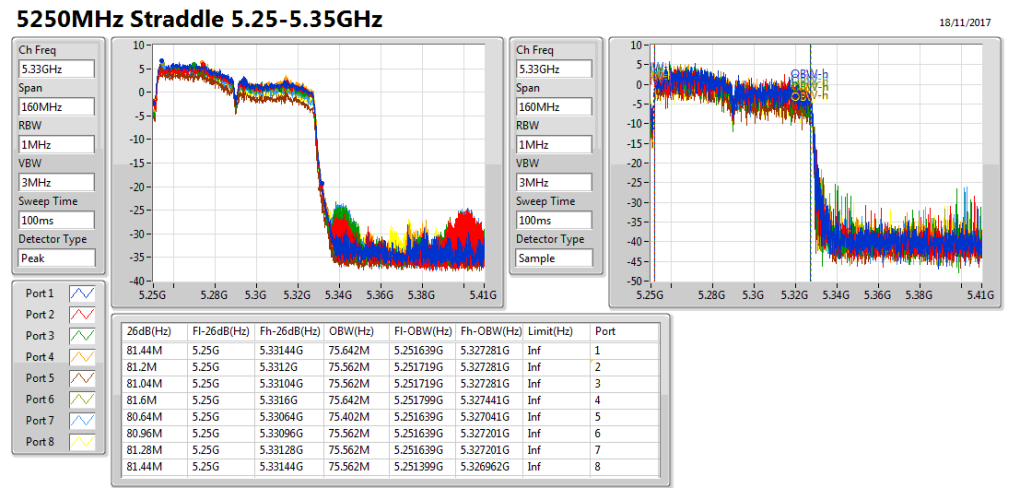 5250MHz Straddle 5.25-5.35GHz
18/11/2017
Ch Freq
5.33GHz
Span
160MHz
RBW
1MHz
VBW
3MHz
Sweep Time
100ms
Detector Type
Peak
10
5
0
-5
-10
-15
-20
-25
-30
-35
-40
5.25G 5.28G 5.3G 5.32G 5.34G 5.36G 5.38G 5.41G
Ch Freq
5.33GHz
Span
160MHz
RBW
1MHz
VBW
3MHz
Sweep Time
100ms
Detector Type
Sample
10
5
0
-5
-10
-15
-20
-25
-30
-35
-40
-45
-50
OBW-h
OBW-h
5.25G 5.28G 5.3G 5.32G 5.34G 5.36G 5.38G 5.41G
Port 1
Port 2
Port 3
Port 4
Port 5
Port 6
Port 7
Port 8
26dB(Hz) Fl-26dB(Hz) Fh-26dB(Hz) OBW(Hz) Fl-OBW(Hz) Fh-OBW(Hz) Limit(Hz) Port
81.44M 5.25G 5.33144G 75.642M 5.251639G 5.327281G Inf 1
81.2M 5.25G 5.3312G 75.562M 5.251719G 5.327281G Inf 2
81.04M 5.25G 5.33104G 75.562M 5.251719G 5.327281G Inf 3
81.6M 5.25G 5.3316G 75.642M 5.251799G 5.327441G Inf 4
80.64M 5.25G 5.33064G 75.402M 5.251639G 5.327041G Inf 5
80.96M 5.25G 5.33096G 75.562M 5.251639G 5.327201G Inf 6
81.28M 5.25G 5.33128G 75.562M 5.251639G 5.327201G Inf 7
81.44M 5.25G 5.33144G 75.562M 5.251399G 5.326962G Inf 8